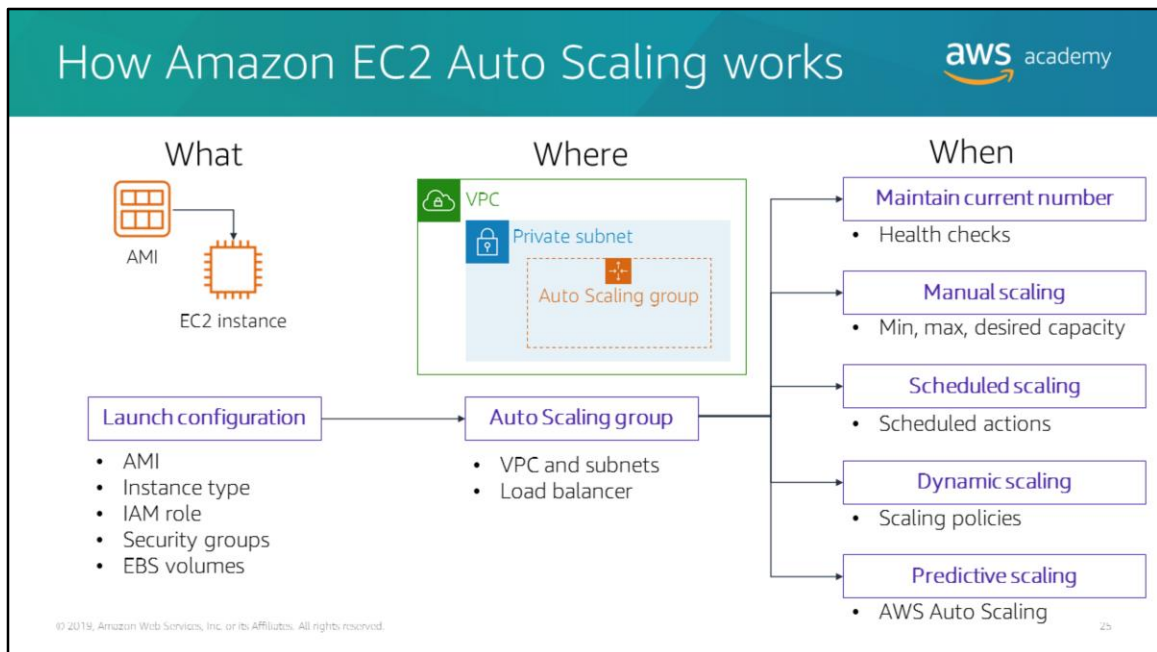 How Amazon EC2 Auto Scaling works
aws academy
What
AMI
EC2 instance
Launch configuration
• AMI
• Instance type
• IAM role
• Security groups
• EBS volumes
Where
VPC
Private subnet
Auto Scaling group
Auto Scaling group
• VPC and subnets
• Load balancer
When
Maintain current number
• Health checks
Manual scaling
• Min, max, desired capacity
Scheduled scaling
• Scheduled actions
Dynamic scaling
• Scaling policies
Predictive scaling
• AWS Auto Scaling
© 2019, Amazon Web Services, Inc. or its Affiliates. All rights reserved.
25